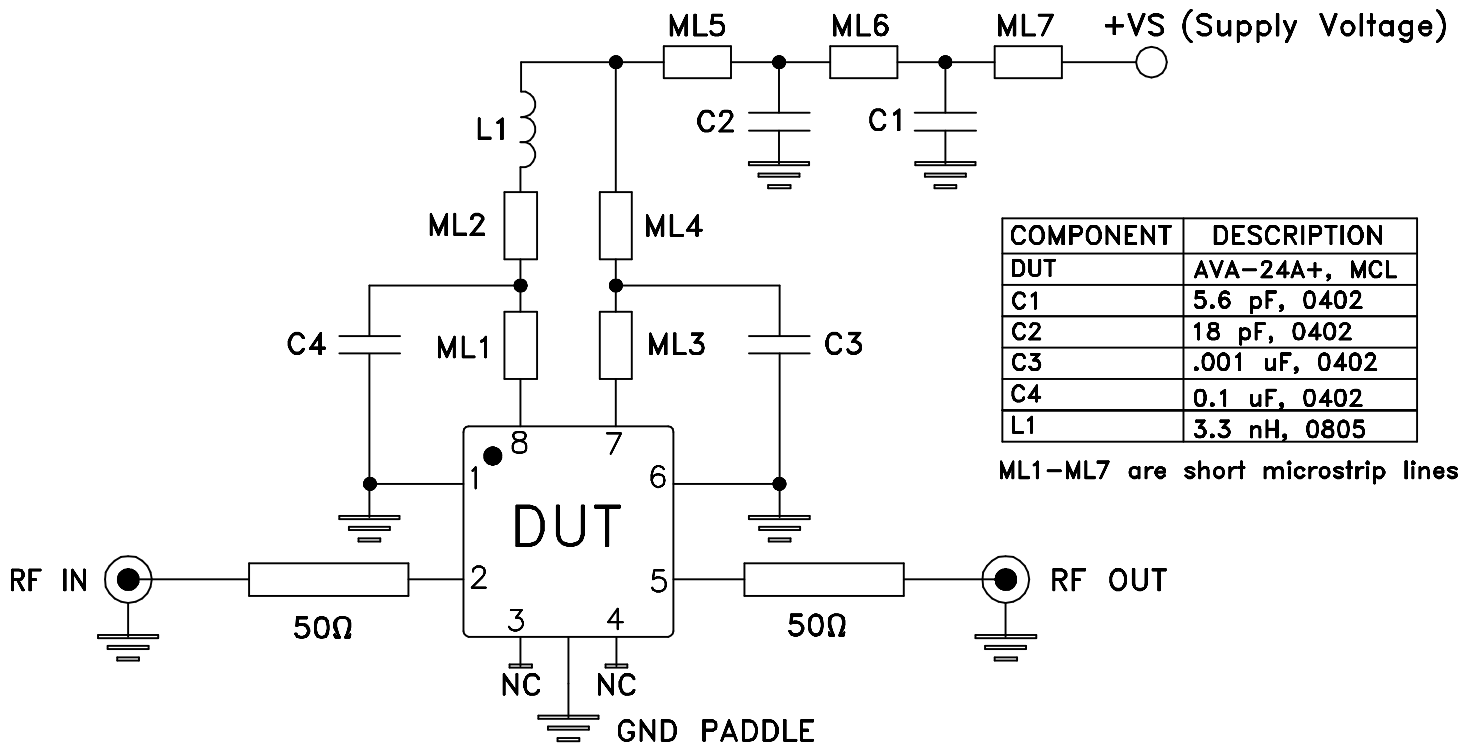 ML5
ML6
ML7
+VS (Supply Voltage)
L1
C2
C1
ML2
ML4
COMPONENT DESCRIPTION
DUT AVA-24A+, MCL
C1 5.6 pF, 0402
C2 18 pF, 0402
C3 .001 uF, 0402
C4 0.1 uF, 0402
L1 3.3 nH, 0805
ML1-ML7 are short microstrip lines
C4
ML1
ML3
C3
8
7
1
6
DUT
RF IN
2
5
RF OUT
50Ω
3
4
50Ω
NC
NC
GND PADDLE